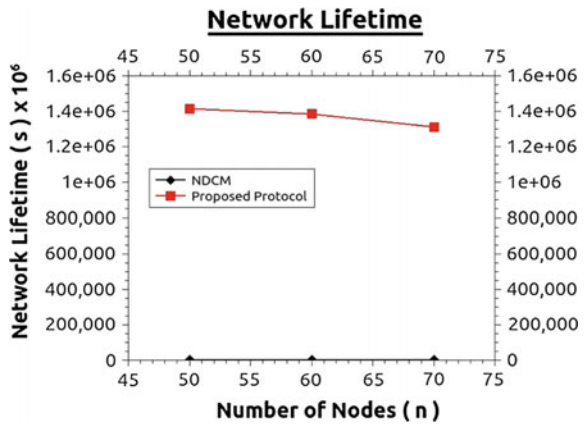 Network Lifetime
45 50 55 60 65 70 75
1.6e+06 1.6e+06
1.4e+06 1.4e+06
1.2e+06 1.2e+06
1e+06 1e+06
800,000 800,000
600,000 600,000
400,000 400,000
200,000 200,000
0 0
NDCM
Proposed Protocol
Network Lifetime ( s ) x 10⁶
45 50 55 60 65 70 75
Number of Nodes ( n )